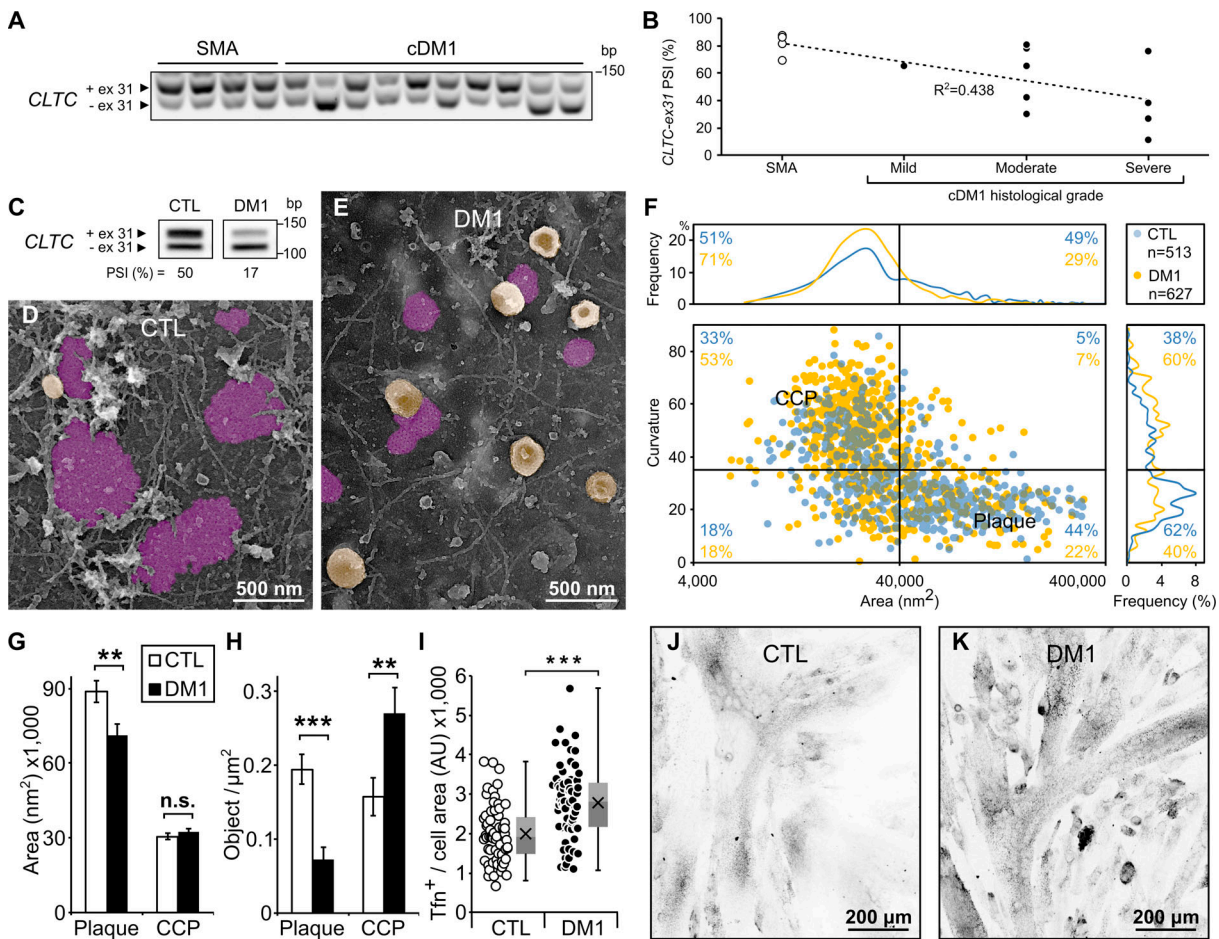 A
SMA
cDM1
bp
CLTC
+ ex 31
- ex 31
150
B
CLTC-ex31 PSI (%)
100
80
60
40
20
0
R²=0.438
SMA
Mild
Moderate
Severe
cDM1 histological grade
C
CTL
DM1
bp
CLTC
+ ex 31
- ex 31
150
100
PSI (%) =
50
17
D
CTL
500 nm
E
DM1
500 nm
F
%
20
10
0
Frequency
51%
71%
49%
29%
CTL
n=513
DM1
n=627
Curvature
80
60
40
20
0
33%
53%
5%
7%
CCP
Plaque
18%
18%
44%
22%
4,000
40,000
400,000
Area (nm²)
38%
60%
62%
40%
0
4
8
Frequency (%)
G
Area (nm²) x1,000
90
60
30
0
**
n.s.
CTL
DM1
Plaque
CCP
H
Object / µm²
0.3
0.2
0.1
0
***
**
Plaque
CCP
I
Tfn⁺ / cell area (AU) x1,000
6
5
4
3
2
1
0
***
CTL
DM1
J
CTL
200 µm
K
DM1
200 µm